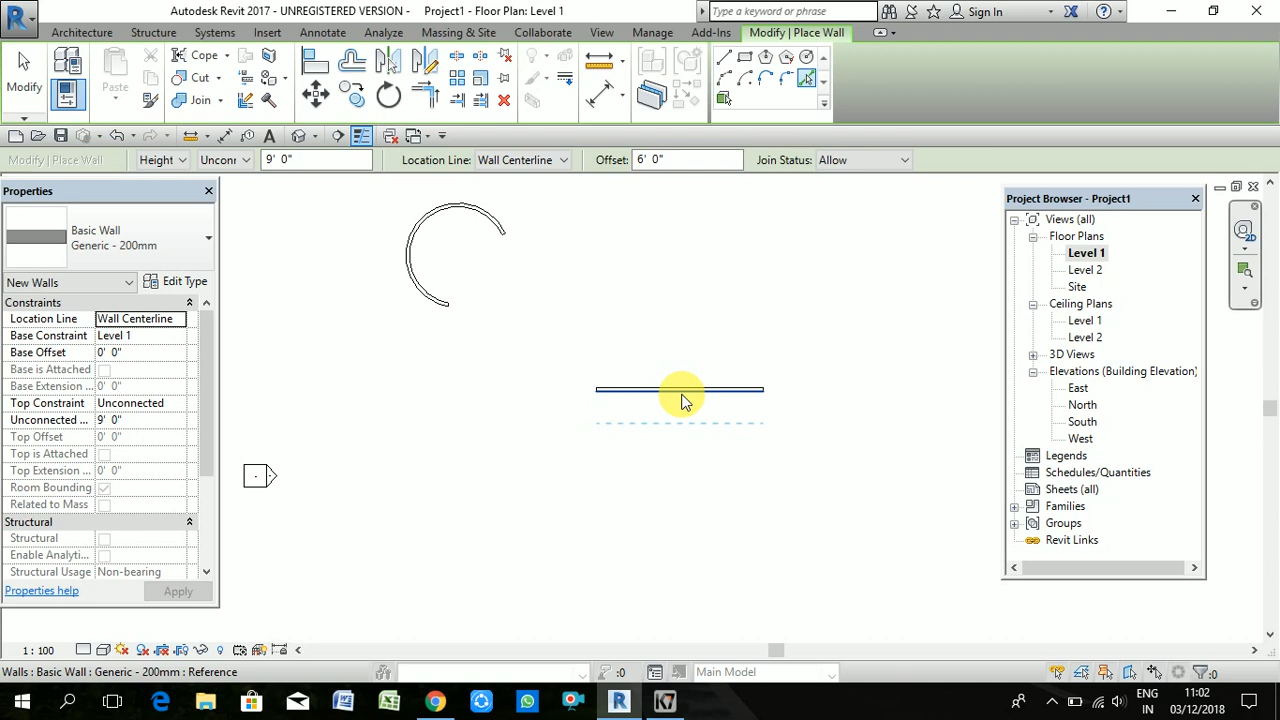 Autodesk Revit 2017 - UNREGISTERED VERSION - Project1 - Floor Plan: Level 1
Type a keyword or phrase
Sign In
Architecture Structure Systems Insert Annotate Analyze Massing & Site Collaborate View Manage Add-Ins Modify | Place Wall
Modify
Paste
Cope
Cut
Join
Modify | Place Wall
Height
Unconr
9' 0"
Location Line: Wall Centerline
Offset: 6' 0"
Join Status: Allow
Properties
Basic Wall
Generic - 200mm
New Walls
Edit Type
Constraints
Location Line Wall Centerline
Base Constraint Level 1
Base Offset 0' 0"
Base is Attached
Base Extension ... 0' 0"
Top Constraint Unconnected
Unconnected ... 9' 0"
Top Offset 0' 0"
Top is Attached
Top Extension ... 0' 0"
Room Bounding
Related to Mass
Structural
Structural
Enable Analyti...
Structural Usage Non-bearing
Properties help
Apply
Project Browser - Project1
Views (all)
Floor Plans
Level 1
Level 2
Site
Ceiling Plans
Level 1
Level 2
3D Views
Elevations (Building Elevation)
East
North
South
West
Legends
Schedules/Quantities
Sheets (all)
Families
Groups
Revit Links
2D
1 : 100
Walls : Basic Wall : Generic - 200mm : Reference
:0
Main Model
:0
ENG
IN
11:02
03/12/2018